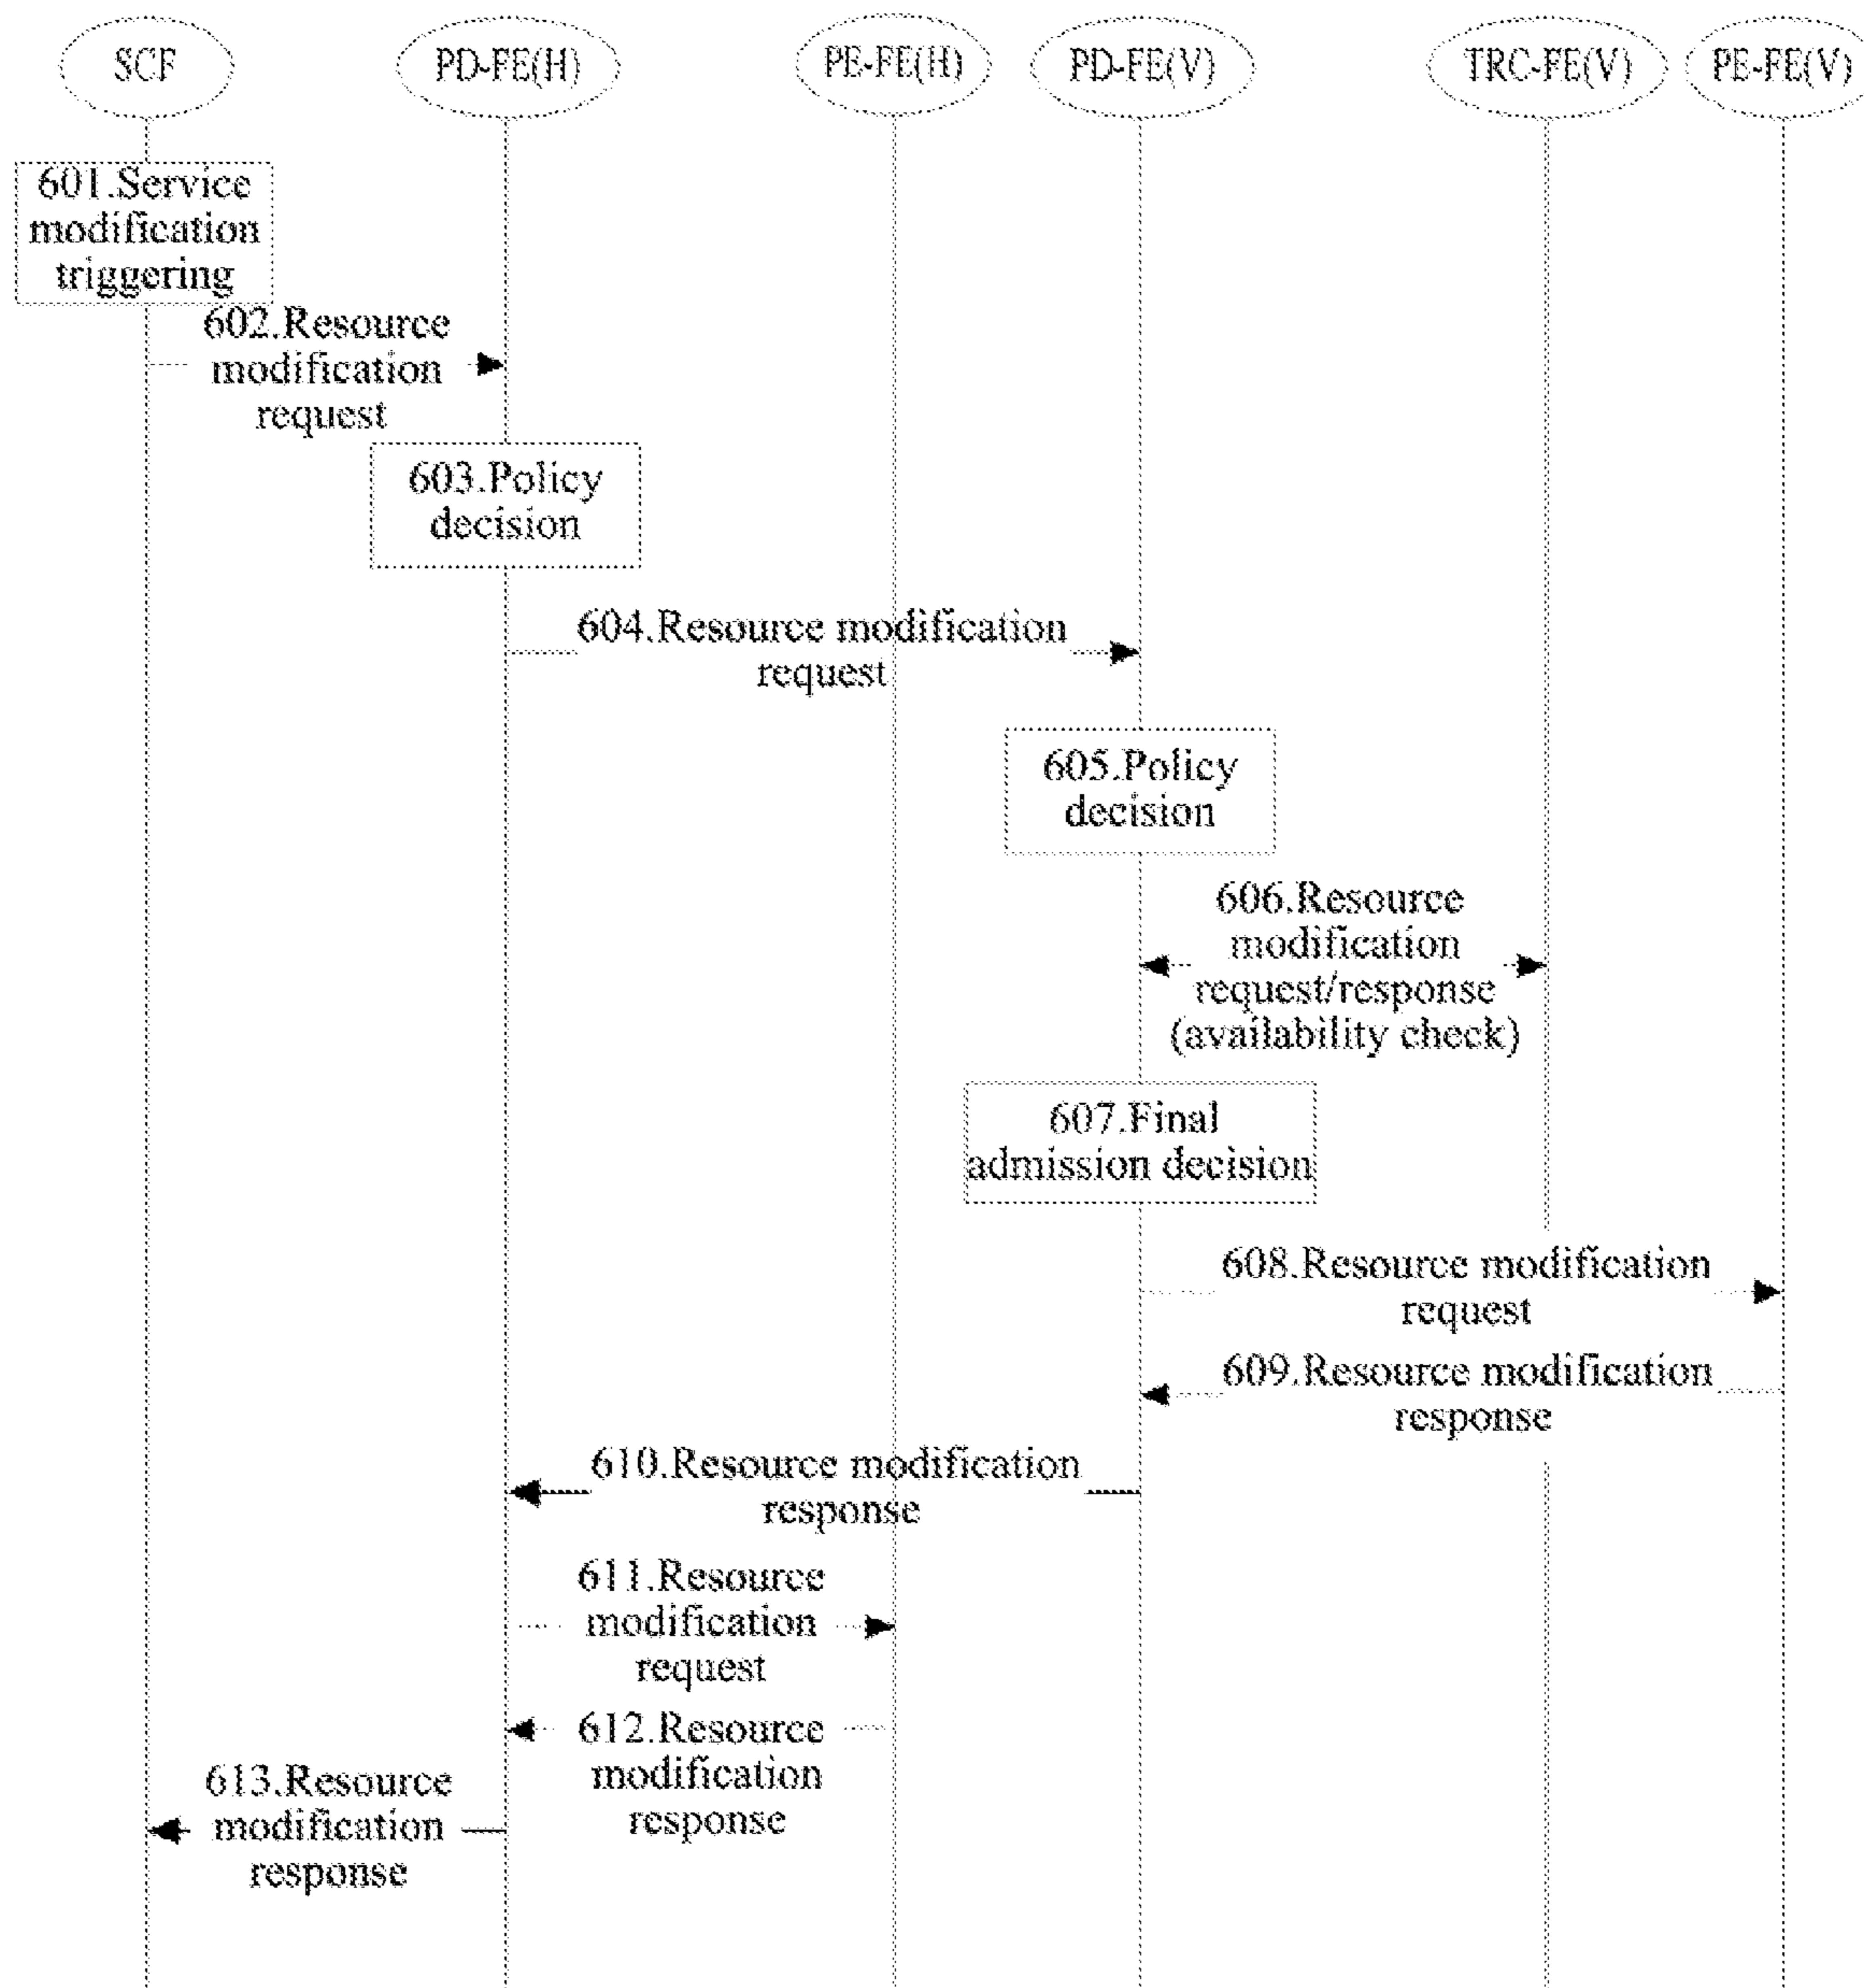 SCF
PD-FE(H)
PE-FE(H)
PD-FE(V)
TRC-FE(V)
PE-FE(V)
601.Service
modification
triggering
602.Resource
modification
request
603.Policy
decision
604.Resource modification
request
605.Policy
decision
606.Resource
modification
request/response
(availability check)
607.Final
admission decision
608.Resource modification
request
609.Resource modification
response
610.Resource modification
response
611.Resource
modification
request
612.Resource
modification
response
613.Resource
modification
response